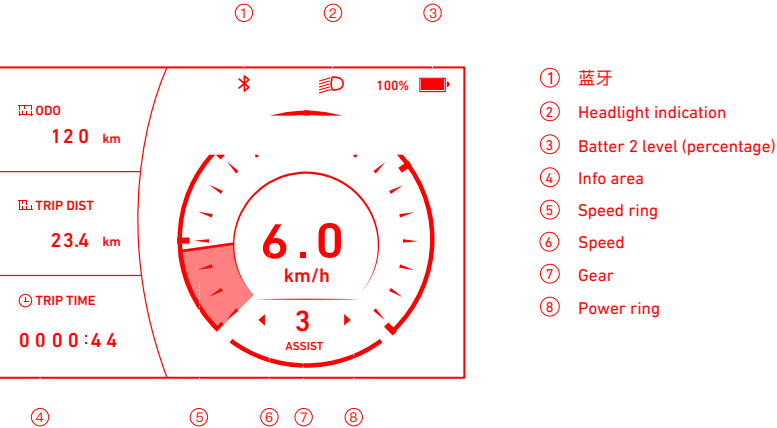 ① ② ③
100%
ODO
120 km
TRIP DIST
23.4 km
TRIP TIME
0000:44
6.0
km/h
3
ASSIST
④ ⑤ ⑥ ⑦ ⑧
① 蓝牙
② Headlight indication
③ Batter 2 level (percentage)
④ Info area
⑤ Speed ring
⑥ Speed
⑦ Gear
⑧ Power ring